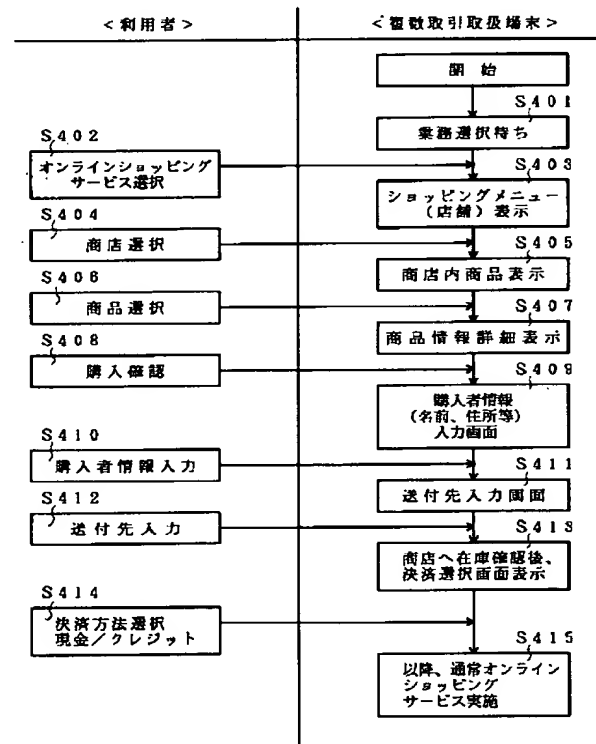 <利用者>
<複数取引取扱端末>
開始
S401
業務選択待ち
S402
オンラインショッピング
サービス選択
S403
ショッピングメニュー
(店舗)表示
S404
商店選択
S405
商店内商品表示
S406
商品選択
S407
商品情報詳細表示
S408
購入確認
S409
購入者情報
(名前、住所等)
入力画面
S410
購入者情報入力
S411
送付先入力画面
S412
送付先入力
S413
商店へ在庫確認後、
決済選択画面表示
S414
決済方法選択
現金/クレジット
S415
以降、通常オンライン
ショッピング
サービス実施